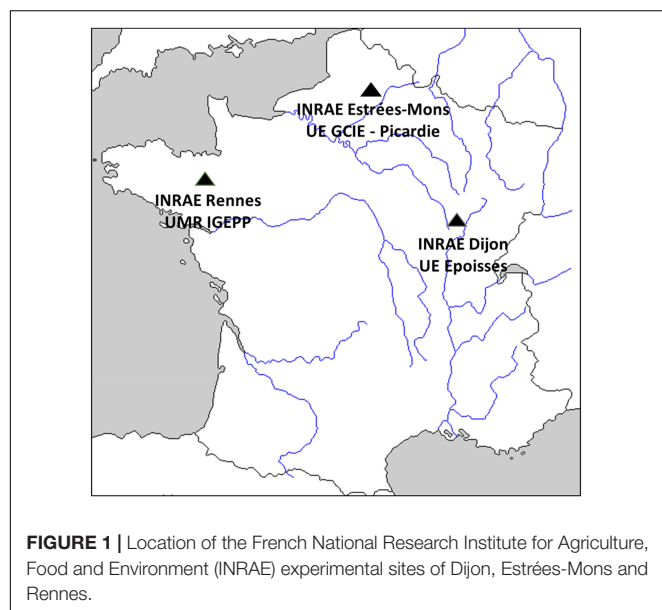 INRAE Estrées-Mons
UE GCIE - Picardie
INRAE Rennes
UMR IGEPP
INRAE Dijon
UE Epoisses
FIGURE 1 | Location of the French National Research Institute for Agriculture,
Food and Environment (INRAE) experimental sites of Dijon, Estrées-Mons and
Rennes.